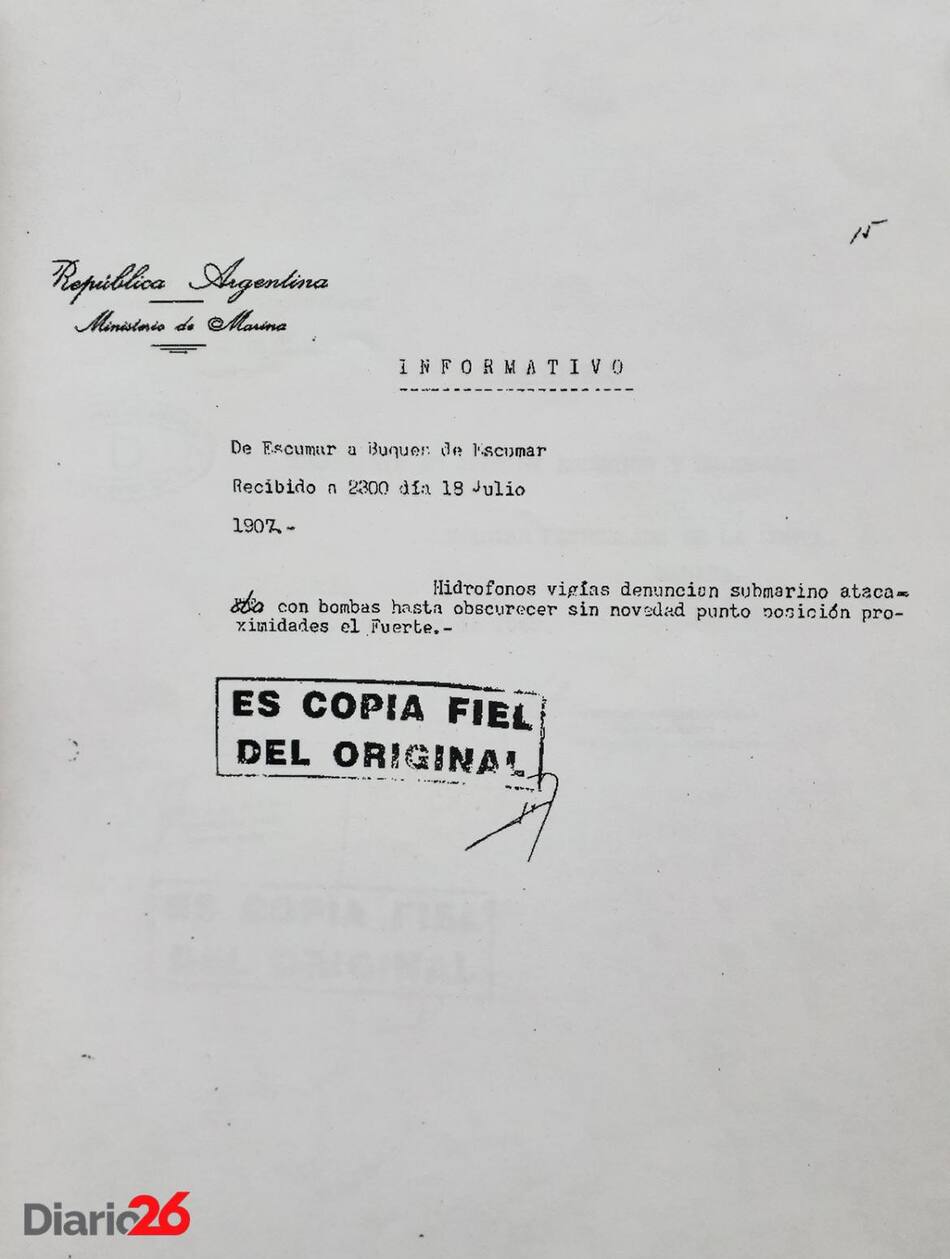 15
República Argentina
Ministerio de Marina
INFORMATIVO
De Escumar a Buques de Escumar
Recibido a 2300 día 18 Julio
1907.-
Hidrofonos vigías denuncian submarino ataca-
do con bombas hasta obscurecer sin novedad punto posición pro-
ximidades el Fuerte.-
ES COPIA FIEL
DEL ORIGINAL
Diario26